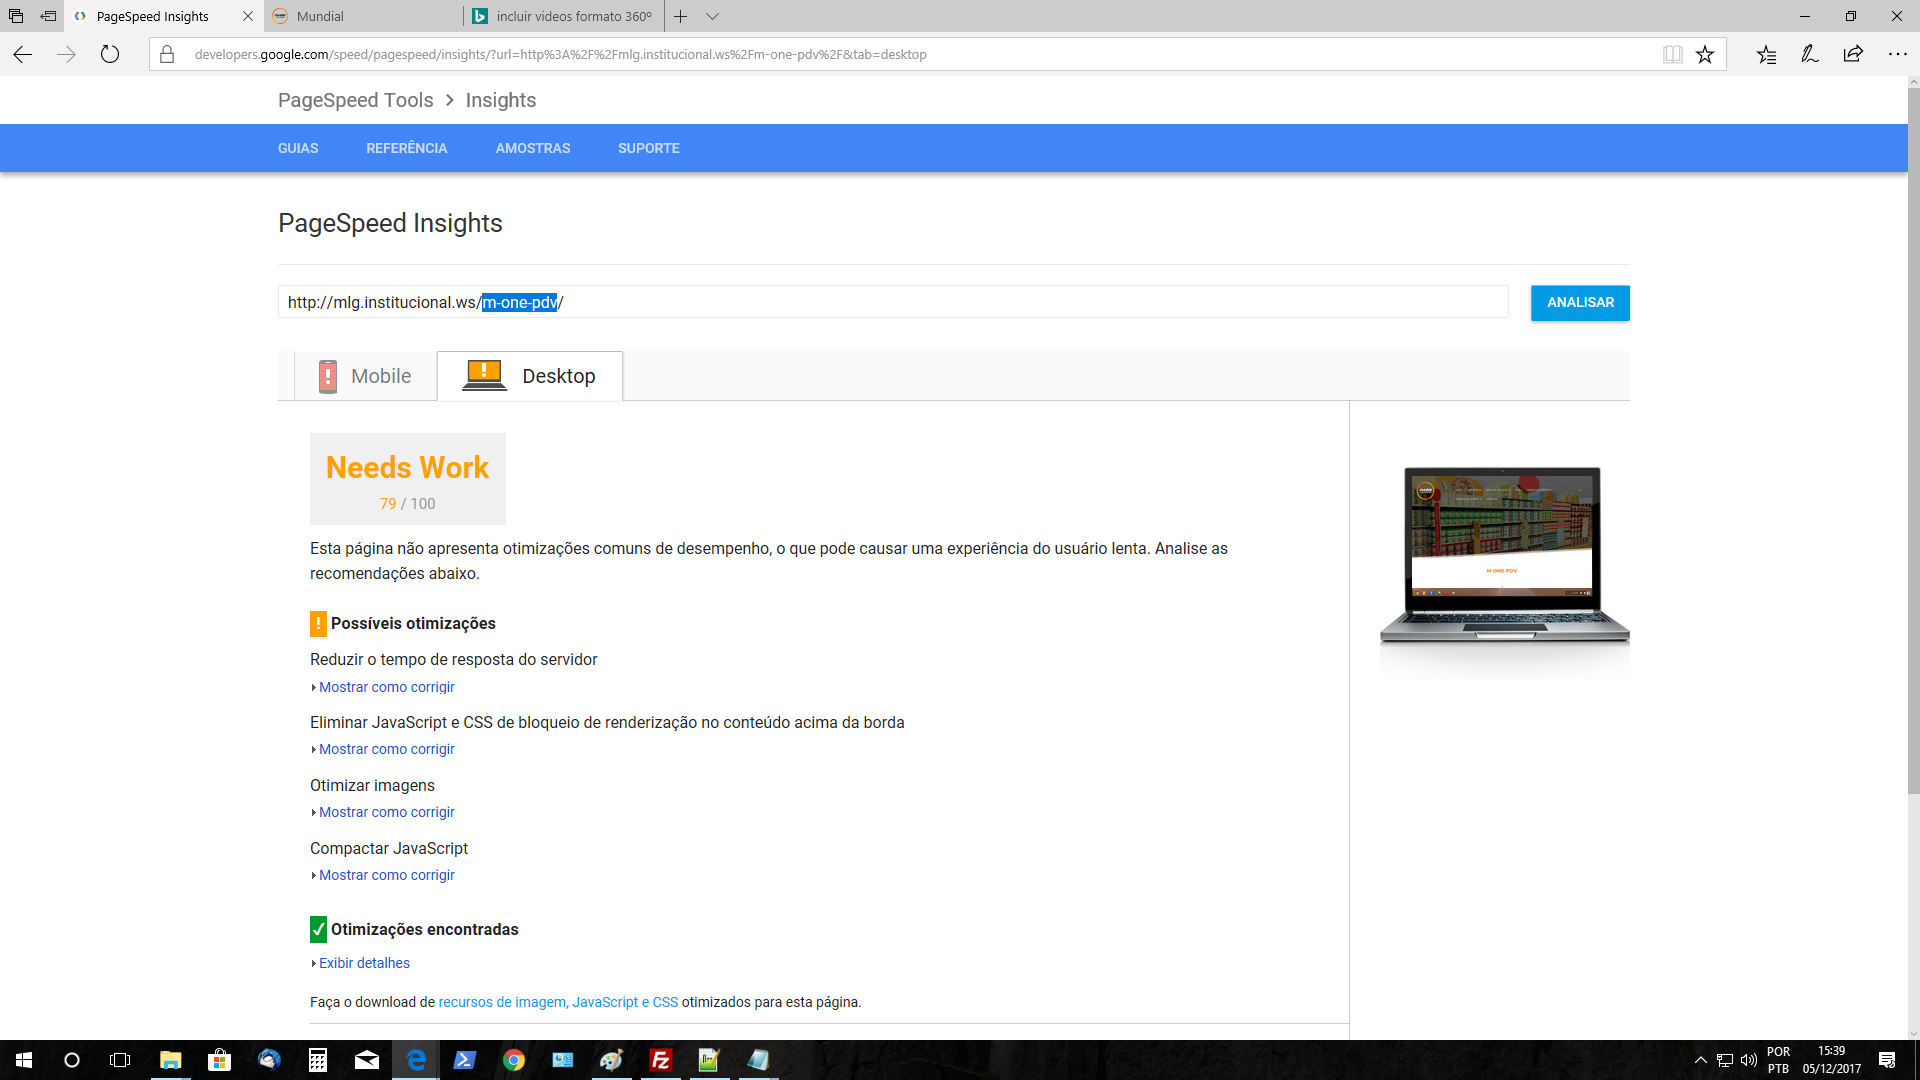 PageSpeed Insights
Mundial
incluir videos formato 360º
developers.google.com/speed/pagespeed/insights/?url=http%3A%2F%2Fmlg.institucional.ws%2Fm-one-pdv%2F&tab=desktop
PageSpeed Tools > Insights
GUIAS REFERÊNCIA AMOSTRAS SUPORTE
PageSpeed Insights
http://mlg.institucional.ws/m-one-pdv/
ANALISAR
Mobile
Desktop
Needs Work
79 / 100
Esta página não apresenta otimizações comuns de desempenho, o que pode causar uma experiência do usuário lenta. Analise as
recomendações abaixo.
M ONE PDV
! Possíveis otimizações
Reduzir o tempo de resposta do servidor
Mostrar como corrigir
Eliminar JavaScript e CSS de bloqueio de renderização no conteúdo acima da borda
Mostrar como corrigir
Otimizar imagens
Mostrar como corrigir
Compactar JavaScript
Mostrar como corrigir
Otimizações encontradas
Exibir detalhes
Faça o download de recursos de imagem, JavaScript e CSS otimizados para esta página.
POR
PTB
15:39
05/12/2017